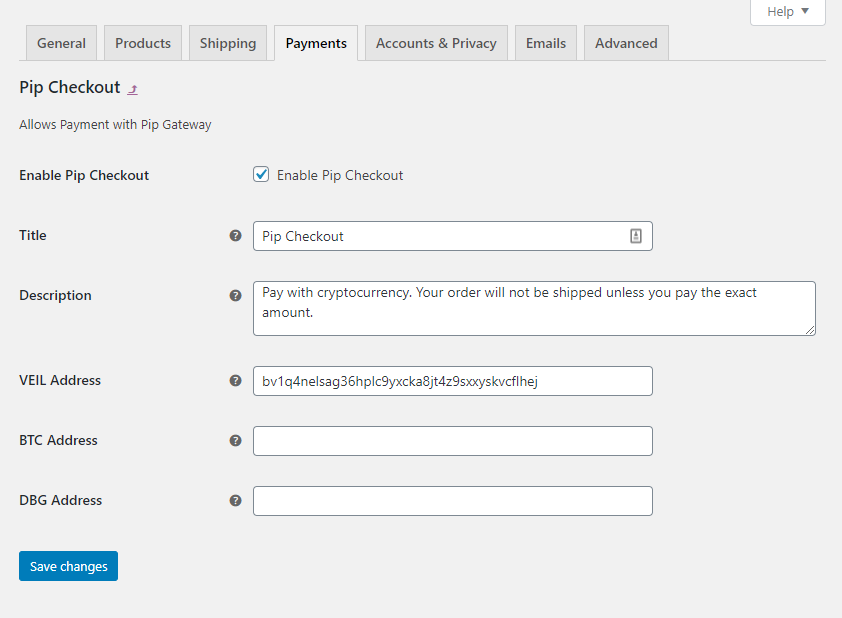 Help
General Products Shipping Payments Accounts & Privacy Emails Advanced
Pip Checkout
Allows Payment with Pip Gateway
Enable Pip Checkout Enable Pip Checkout
Title Pip Checkout
Description Pay with cryptocurrency. Your order will not be shipped unless you pay the exact
amount.
VEIL Address bv1q4nelsag36hplc9yxcka8jt4z9sxxyskvcflhej
BTC Address
DBG Address
Save changes